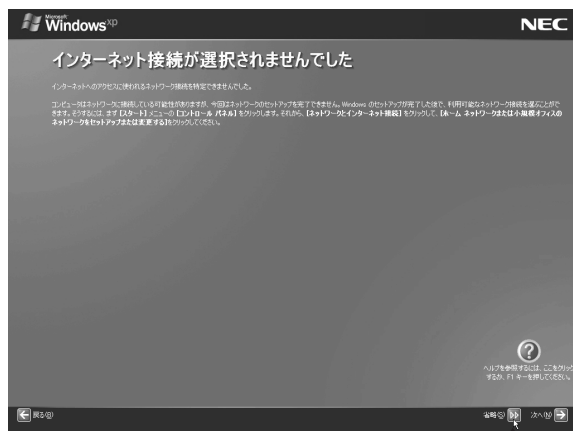 Microsoft
Windows xp
NEC
インターネット接続が選択されませんでした
インターネットへのアクセスに使われるネットワーク接続を特定できませんでした。
コンピュータはネットワークに接続している可能性がありますが、今回はネットワークのセットアップを完了できません。Windows のセットアップが完了した後で、利用可能なネットワーク接続を選ぶことがで
きます。そうするには、まず [スタート] メニューの [コントロール パネル] をクリックします。それから、[ネットワークとインターネット接続] をクリックして、[ホーム ネットワークまたは小規模オフィスの
ネットワークをセットアップまたは変更する]をクリックしてください。
?
ヘルプを参照するには、ここをクリック
するか、F1 キーを押してください。
戻る(B)
省略(S)
次へ(N)